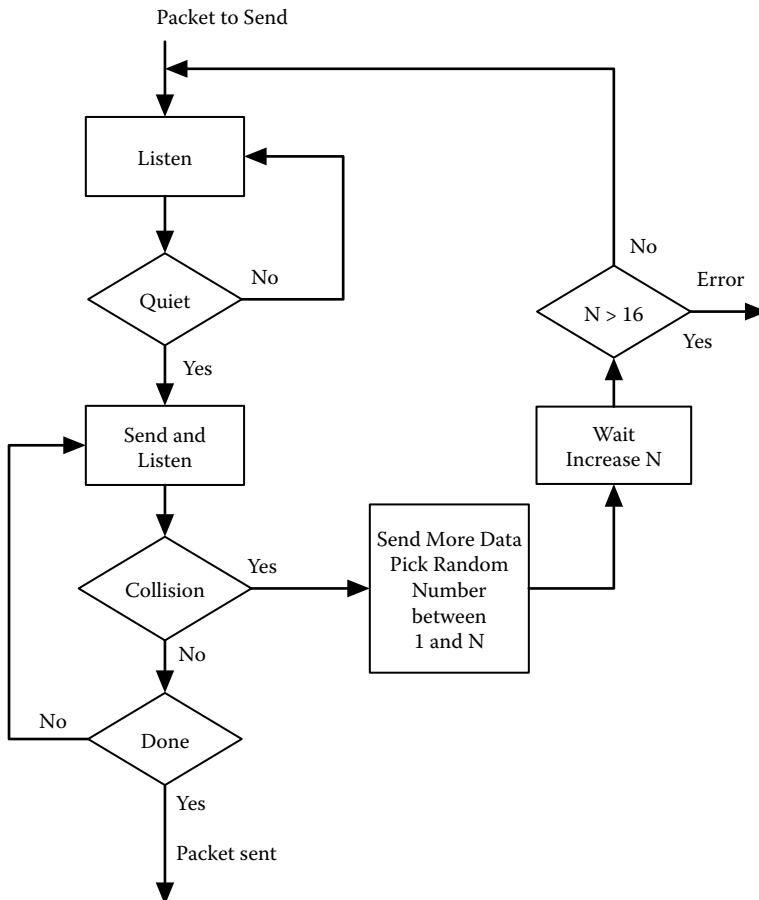 Packet to Send
Listen
No
Quiet
Yes
Send and
Listen
Collision
Yes
No
Done
No
Yes
Packet sent
Send More Data
Pick Random
Number
between
1 and N
Wait
Increase N
N > 16
No
Yes
Error